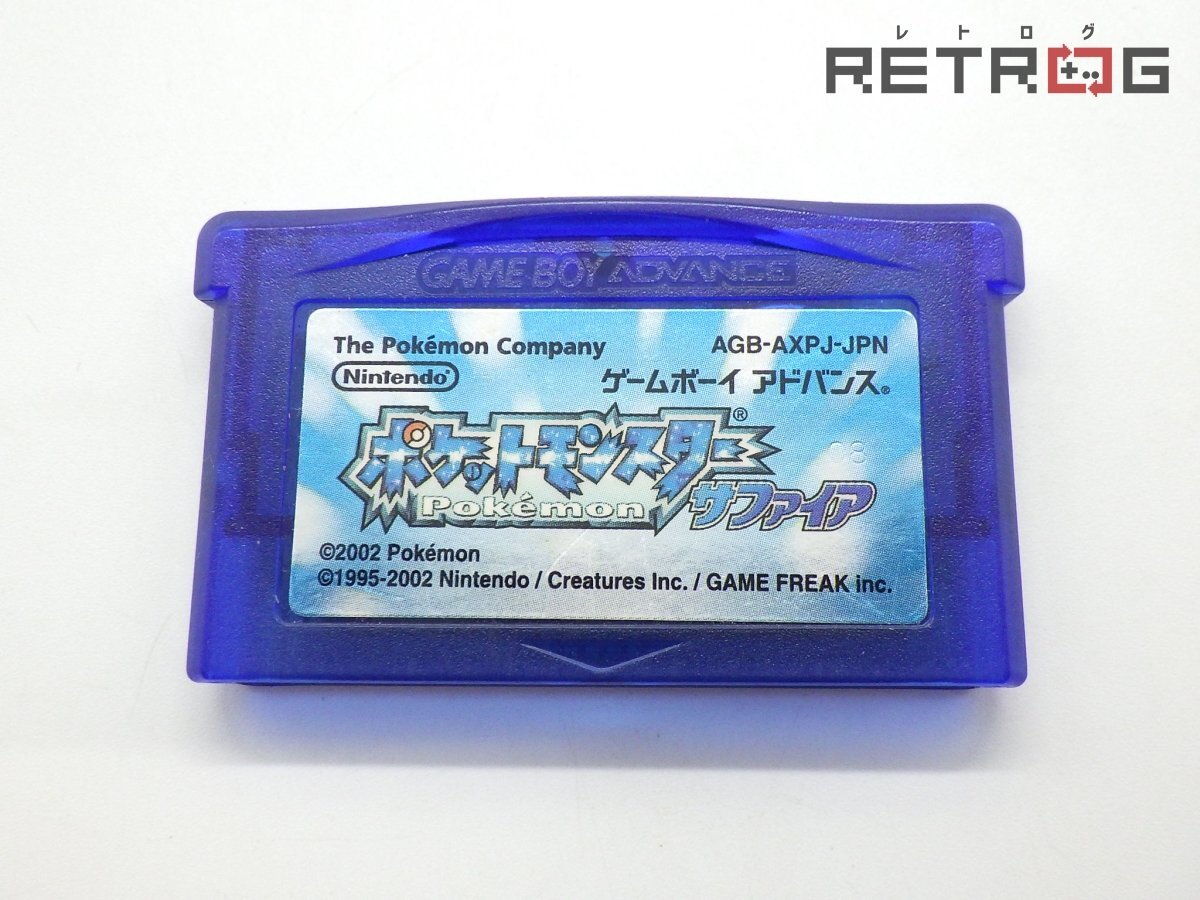 レトログ
RETROG
GAME BOY ADVANCE
The Pokémon Company AGB-AXPJ-JPN
Nintendo ゲームボーイ アドバンス®
ポケットモンスター®
Pokémon サファイア
08
©2002 Pokémon
©1995-2002 Nintendo / Creatures Inc. / GAME FREAK inc.